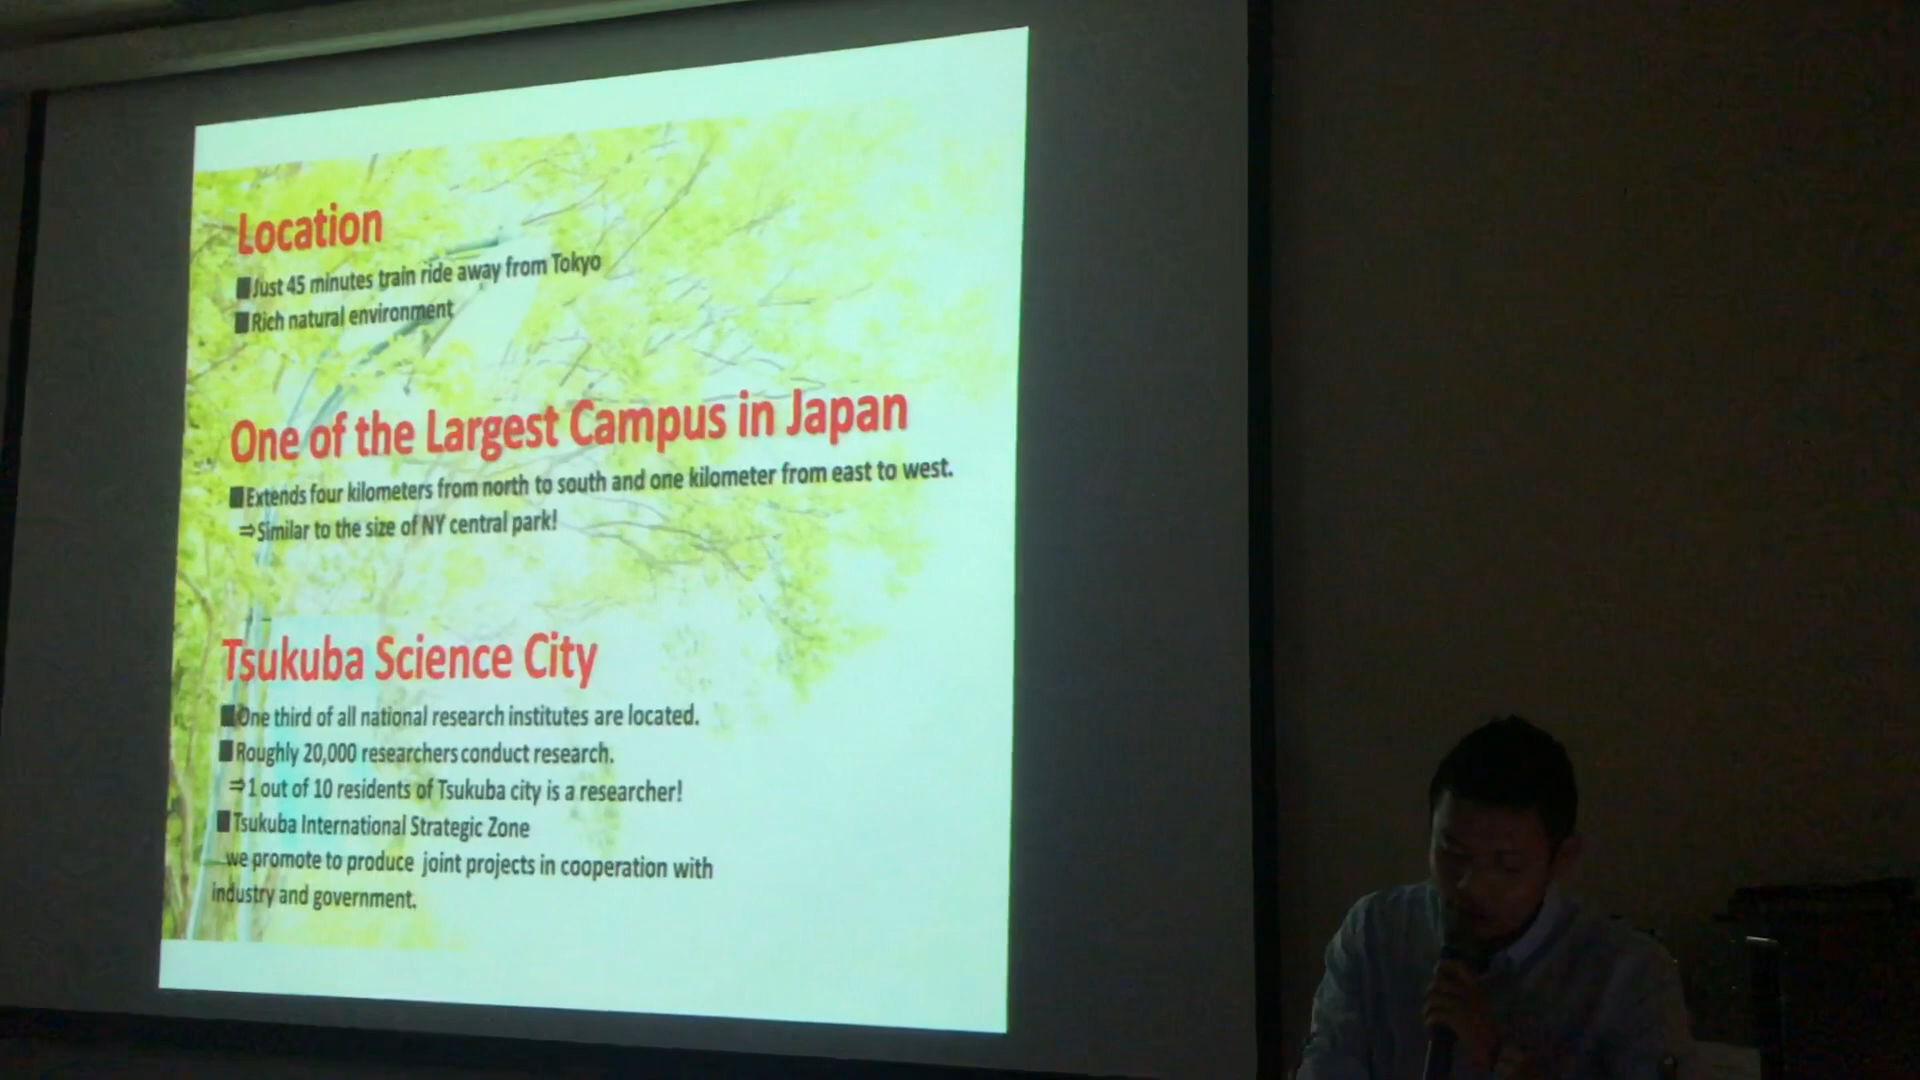 Location
■Just 45 minutes train ride away from Tokyo
■Rich natural environment
One of the Largest Campus in Japan
■Extends four kilometers from north to south and one kilometer from east to west.
⇒Similar to the size of NY central park!
Tsukuba Science City
■One third of all national research institutes are located.
■Roughly 20,000 researchers conduct research.
⇒1 out of 10 residents of Tsukuba city is a researcher!
■Tsukuba International Strategic Zone
we promote to produce joint projects in cooperation with
industry and government.